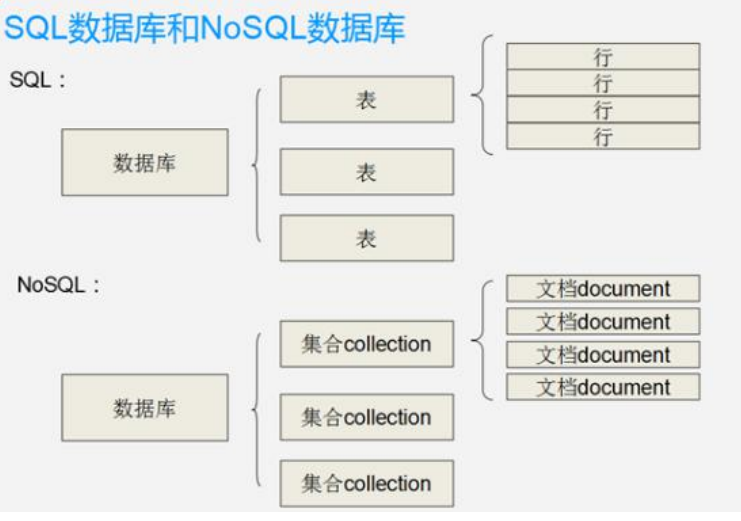 SQL数据库和NoSQL数据库
SQL：
数据库
表
表
表
行
行
行
行
NoSQL：
数据库
集合collection
集合collection
集合collection
文档document
文档document
文档document
文档document